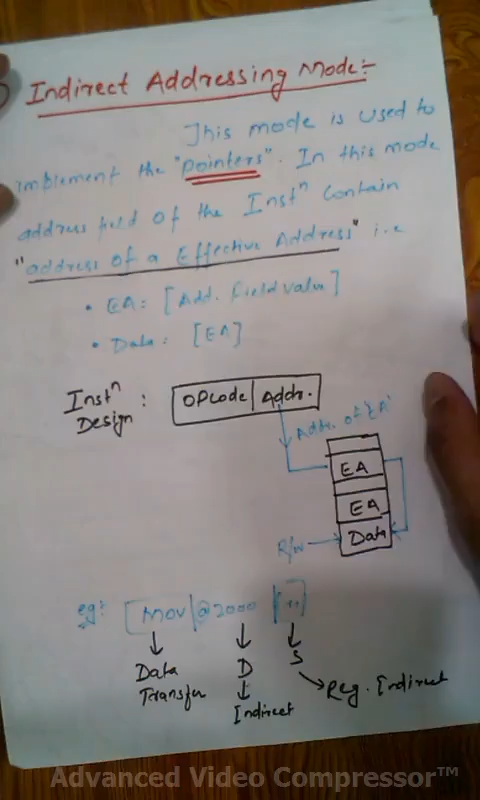 Indirect Addressing Mode:-
This mode is used to
implement the "pointers". In this mode
address field of the Instn contain
"address of a Effective Address" i.e
• EA: [Add. field value]
• Data: [EA]
Instn Design :
OPCode | Addr.
Addr. of 'EA'
EA
EA
R/w
Data
eg: [Mov |@2000
Data Transfer
D
S
Indirect
Reg. Indirect
Advanced Video Compressor™